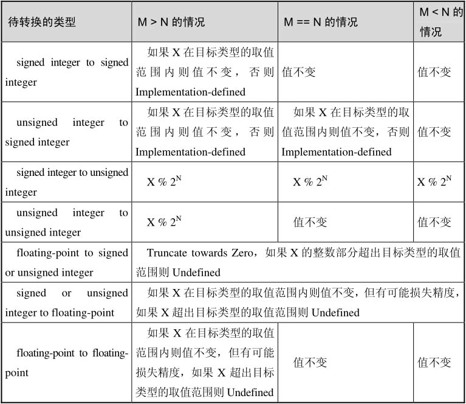 待转换的类型
M > N 的情况
M == N 的情况
M < N 的
情况
signed integer to signed
integer
如果 X 在目标类型的取值
范围内则值不变，否则
Implementation-defined
值不变
值不变
unsigned integer to
signed integer
如果 X 在目标类型的取值
范围内则值不变，否则
Implementation-defined
如果 X 在目标类型的取
值范围内则值不变，否则
Implementation-defined
值不变
signed integer to unsigned
integer
X % 2^N
X % 2^N
X % 2^N
unsigned integer to
unsigned integer
X % 2^N
值不变
值不变
floating-point to signed
or unsigned integer
Truncate towards Zero，如果 X 的整数部分超出目标类型的取值
范围则 Undefined
signed or unsigned
integer to floating-point
如果 X 在目标类型的取值范围内则值不变，但有可能损失精度，
如果 X 超出目标类型的取值范围则 Undefined
floating-point to floating-
point
如果 X 在目标类型的取值
范围内则值不变，但有可能
损失精度，如果 X 超出目标
类型的取值范围则 Undefined
值不变
值不变